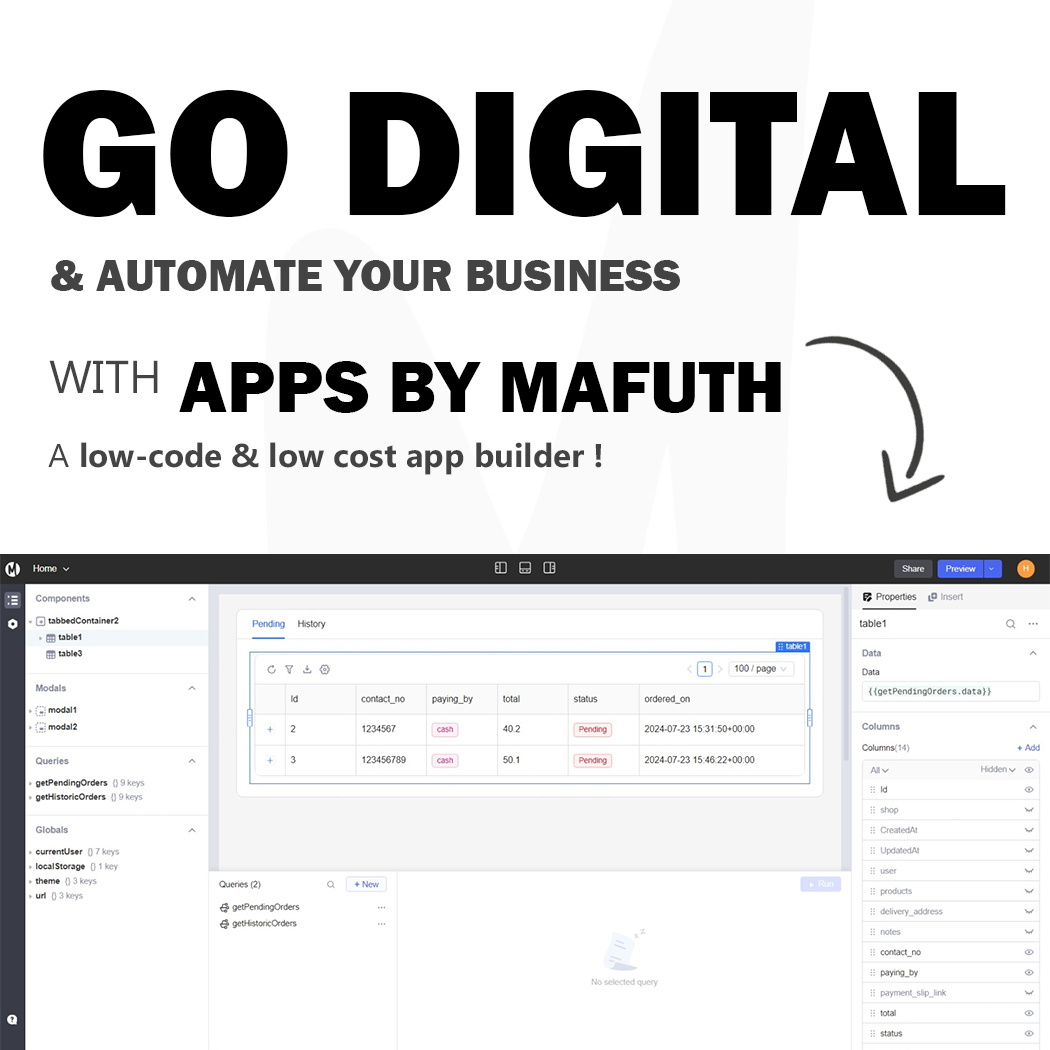 GO DIGITAL
& AUTOMATE YOUR BUSINESS
WITH APPS BY MAFUTH
A low-code & low cost app builder !
M Home Share Preview H
Components
tabbedContainer2
table1
table3
Modals
modal1
modal2
Queries
getPendingOrders {} 9 keys
getHistoricOrders {} 9 keys
Globals
currentUser {} 7 keys
localStorage {} 1 key
theme {} 3 keys
url {} 3 keys
Pending History
table1
1 100 / page
Id contact_no paying_by total status ordered_on
+ 2 1234567 cash 40.2 Pending 2024-07-23 15:31:50+00:00
+ 3 123456789 cash 50.1 Pending 2024-07-23 15:46:22+00:00
Queries (2) + New Run
getPendingOrders ...
getHistoricOrders ...
z z
No selected query
Properties Insert
table1 ...
Data
Data
{{getPendingOrders.data}}
Columns
Columns(14) + Add
All Hidden
Id
shop
CreatedAt
UpdatedAt
user
products
delivery_address
notes
contact_no
paying_by
payment_slip_link
total
status